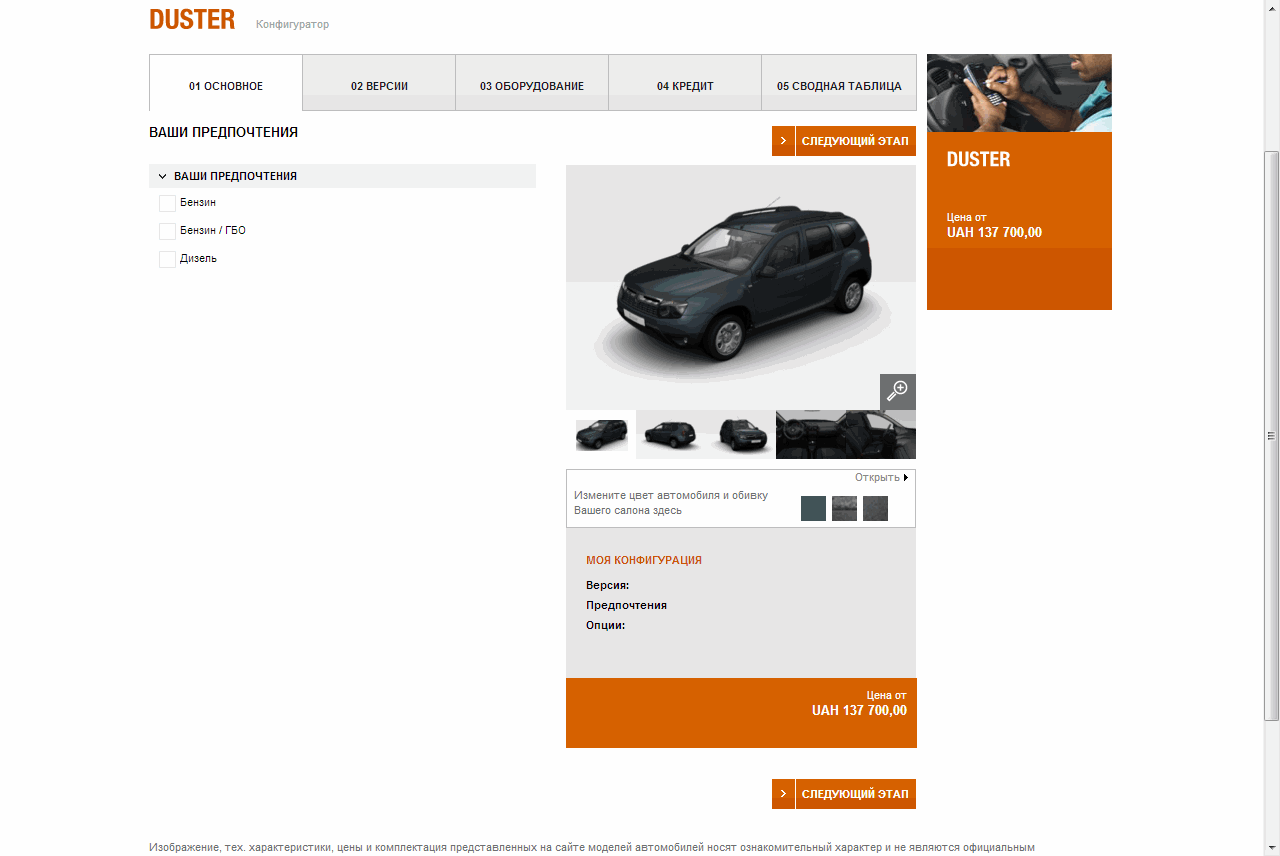 DUSTER Конфигуратор
01 ОСНОВНОЕ
02 ВЕРСИИ
03 ОБОРУДОВАНИЕ
04 КРЕДИТ
05 СВОДНАЯ ТАБЛИЦА
ВАШИ ПРЕДПОЧТЕНИЯ
СЛЕДУЮЩИЙ ЭТАП
ВАШИ ПРЕДПОЧТЕНИЯ
Бензин
Бензин / ГБО
Дизель
DUSTER
Цена от
UAH 137 700,00
Открыть
Измените цвет автомобиля и обивку
Вашего салона здесь
МОЯ КОНФИГУРАЦИЯ
Версия:
Предпочтения
Опции:
Цена от
UAH 137 700,00
СЛЕДУЮЩИЙ ЭТАП
Изображение, тех. характеристики, цены и комплектация представленных на сайте моделей автомобилей носят ознакомительный характер и не являются официальным